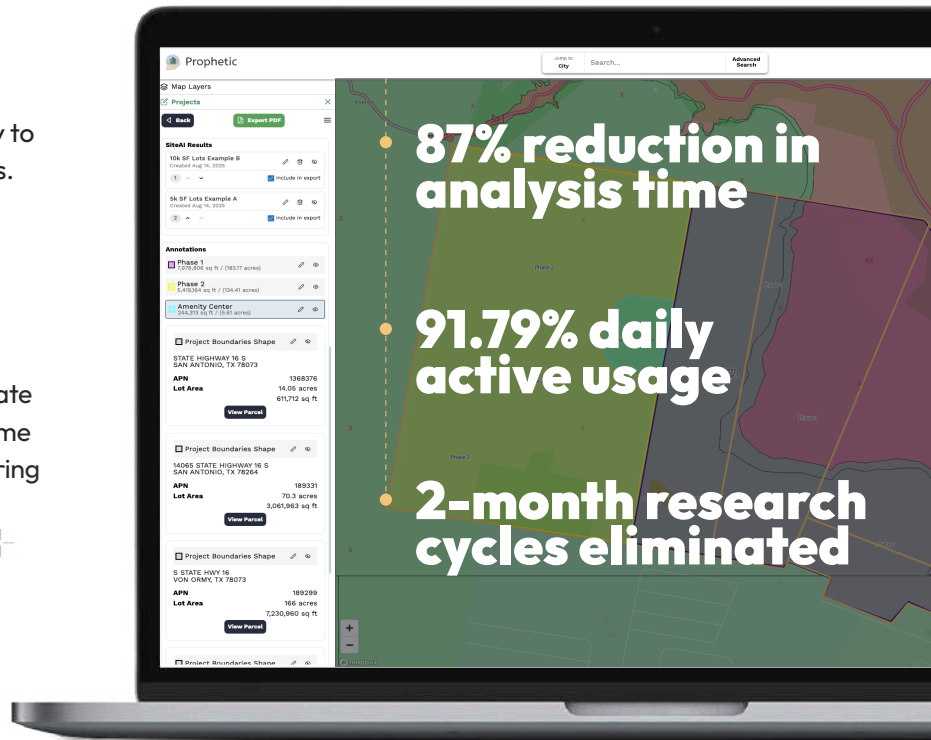 y to
s.
ate
me
ring
Prophetic
Jump to
City
Search...
Advanced
Search
Map Layers
Projects
Back
Export PDF
SiteAI Results
10k SF Lots Example B
Created Aug 14, 2025
1
Include in export
5k SF Lots Example A
Created Aug 14, 2025
2
Include in export
Annotations
Phase 1
7,978,806 sq ft / (183.17 acres)
Phase 2
5,419,164 sq ft / (124.41 acres)
Amenity Center
244,313 sq ft / (5.61 acres)
Project Boundaries Shape
STATE HIGHWAY 16 S
SAN ANTONIO, TX 78073
APN 1368376
Lot Area 14.05 acres
611,712 sq ft
View Parcel
Project Boundaries Shape
14065 STATE HIGHWAY 16 S
SAN ANTONIO, TX 78264
APN 189331
Lot Area 70.3 acres
3,061,963 sq ft
View Parcel
Project Boundaries Shape
S STATE HWY 16
VON ORMY, TX 78073
APN 189299
Lot Area 166 acres
7,230,960 sq ft
View Parcel
Project Boundaries Shape
87% reduction in
analysis time
Phase 2
91.79% daily
active usage
Phase 2
2-month research
cycles eliminated
AE
+
−
mapbox